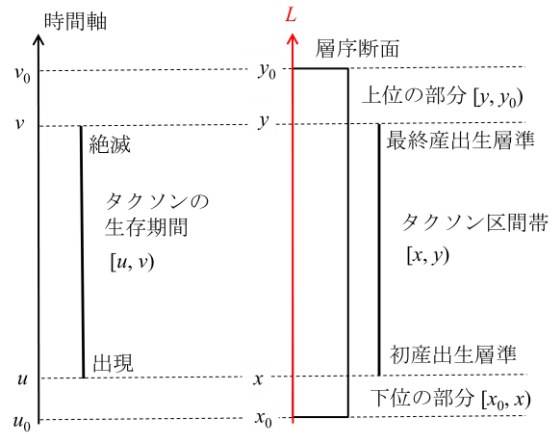 時間軸
L
層序断面
v₀
y₀
上位の部分 [y, y₀)
v
y
絶滅
最終産出生層準
タクソンの
生存期間
[u, v)
タクソン区間帯
[x, y)
出現
初産出生層準
u
x
下位の部分 [x₀, x)
u₀
x₀